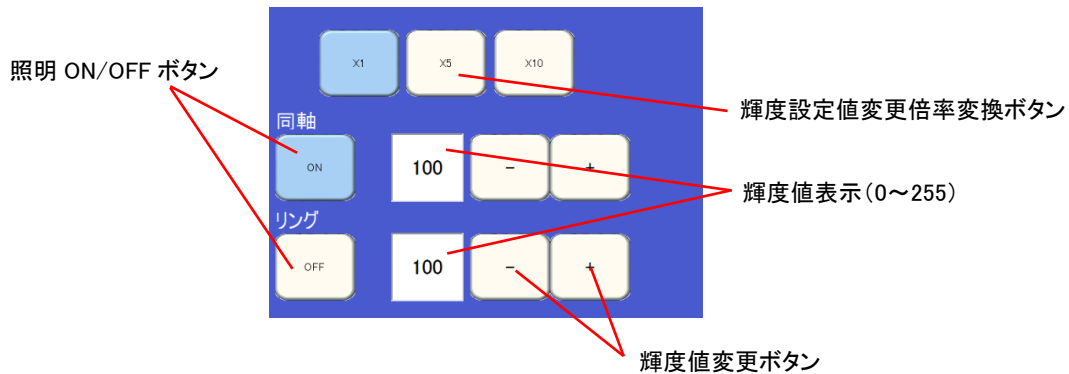 X1 X5 X10
照明 ON/OFF ボタン
輝度設定値変更倍率変換ボタン
同軸
ON 100 - +
輝度値表示(0～255)
リング
OFF 100 - +
輝度値変更ボタン